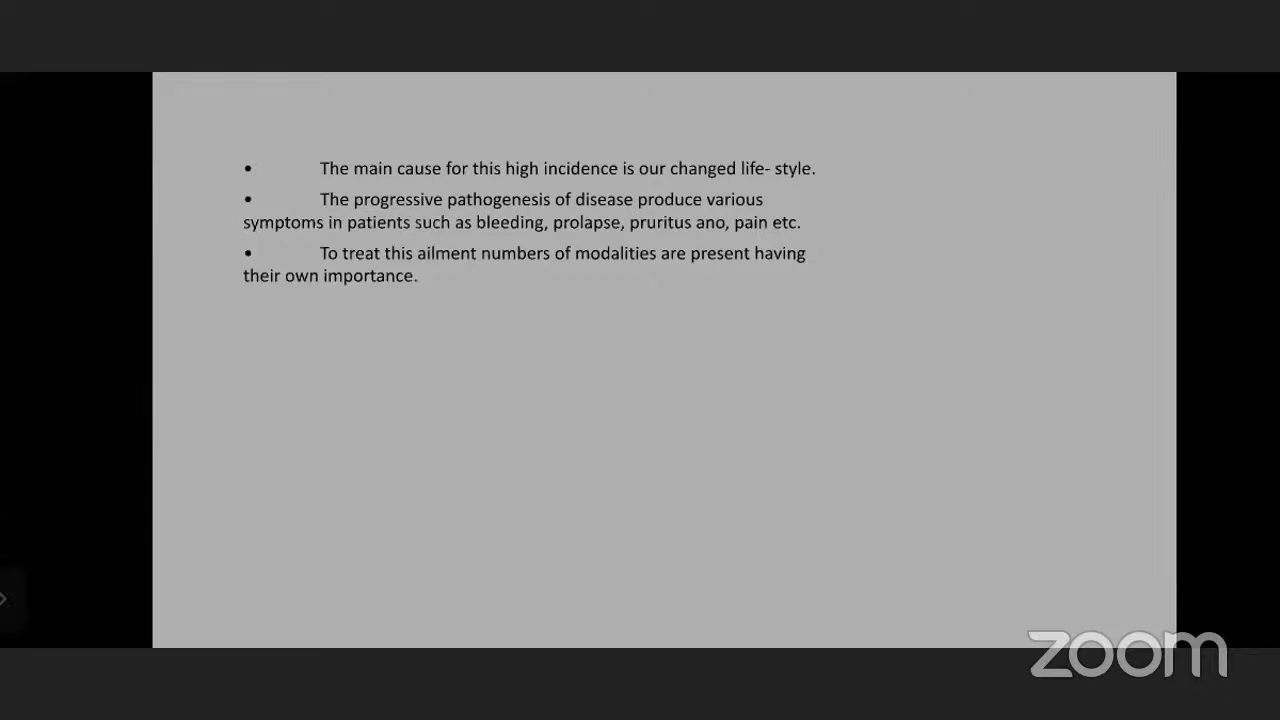 • The main cause for this high incidence is our changed life- style.
• The progressive pathogenesis of disease produce various
symptoms in patients such as bleeding, prolapse, pruritus ano, pain etc.
• To treat this ailment numbers of modalities are present having
their own importance.
zoom